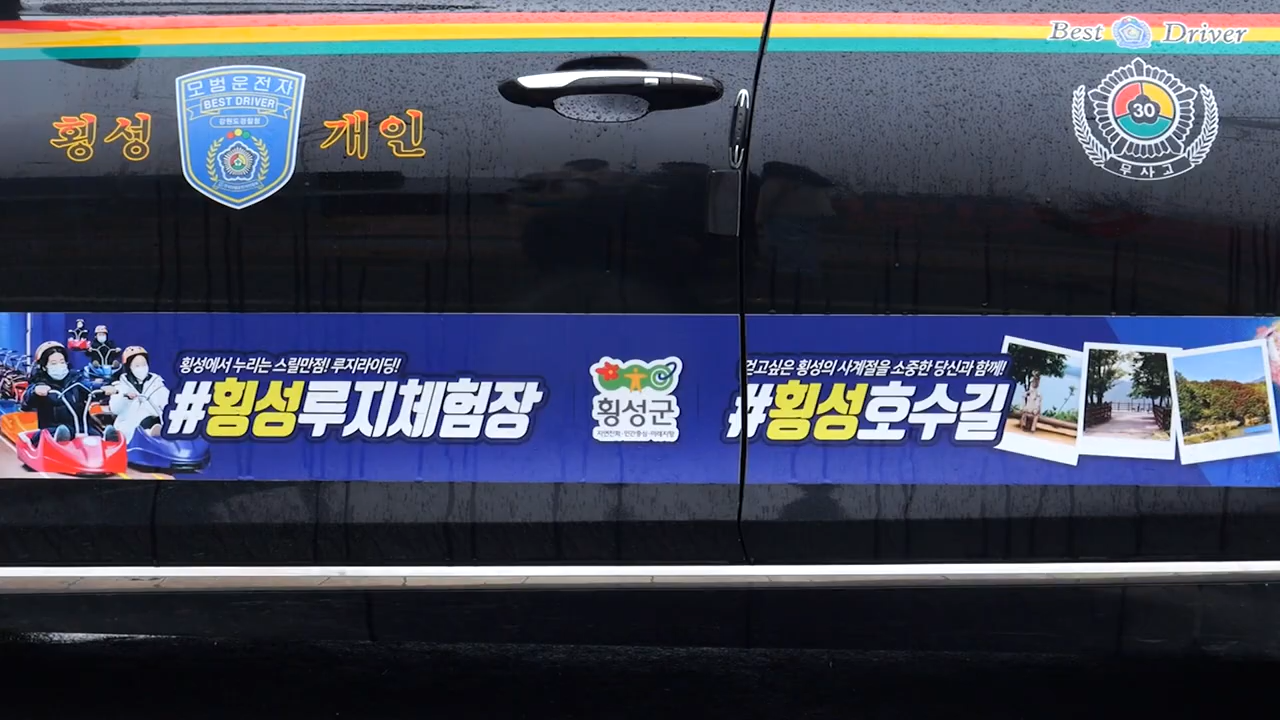 Best Driver
모범운전자
BEST DRIVER
강원도경찰청
횡성 개인
30
무사고
횡성에서 누리는 스릴만점! 루지라이딩!
#횡성루지체험장
횡성군
걷고싶은 횡성의 사계절을 소중한 당신과 함께!
#횡성호수길